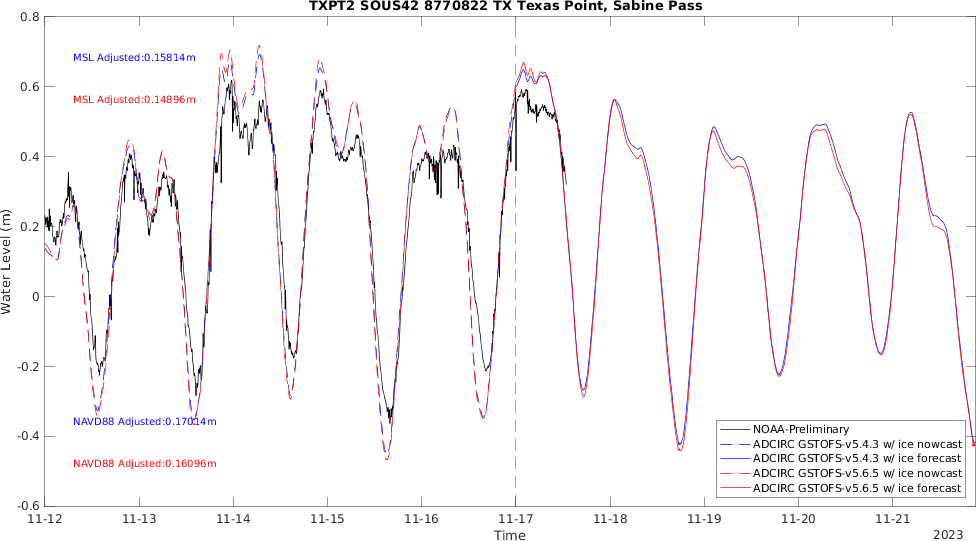 TXPT2 SOUS42 8770822 TX Texas Point, Sabine Pass
0.8
0.6
0.4
0.2
0
-0.2
-0.4
-0.6
Water Level (m)
MSL Adjusted:0.15814m
MSL Adjusted:0.14896m
NAVD88 Adjusted:0.17014m
NAVD88 Adjusted:0.16096m
NOAA-Preliminary
ADCIRC GSTOFS-v5.4.3 w/ ice nowcast
ADCIRC GSTOFS-v5.4.3 w/ ice forecast
ADCIRC GSTOFS-v5.6.5 w/ ice nowcast
ADCIRC GSTOFS-v5.6.5 w/ ice forecast
11-12 11-13 11-14 11-15 11-16 11-17 11-18 11-19 11-20 11-21
Time
2023